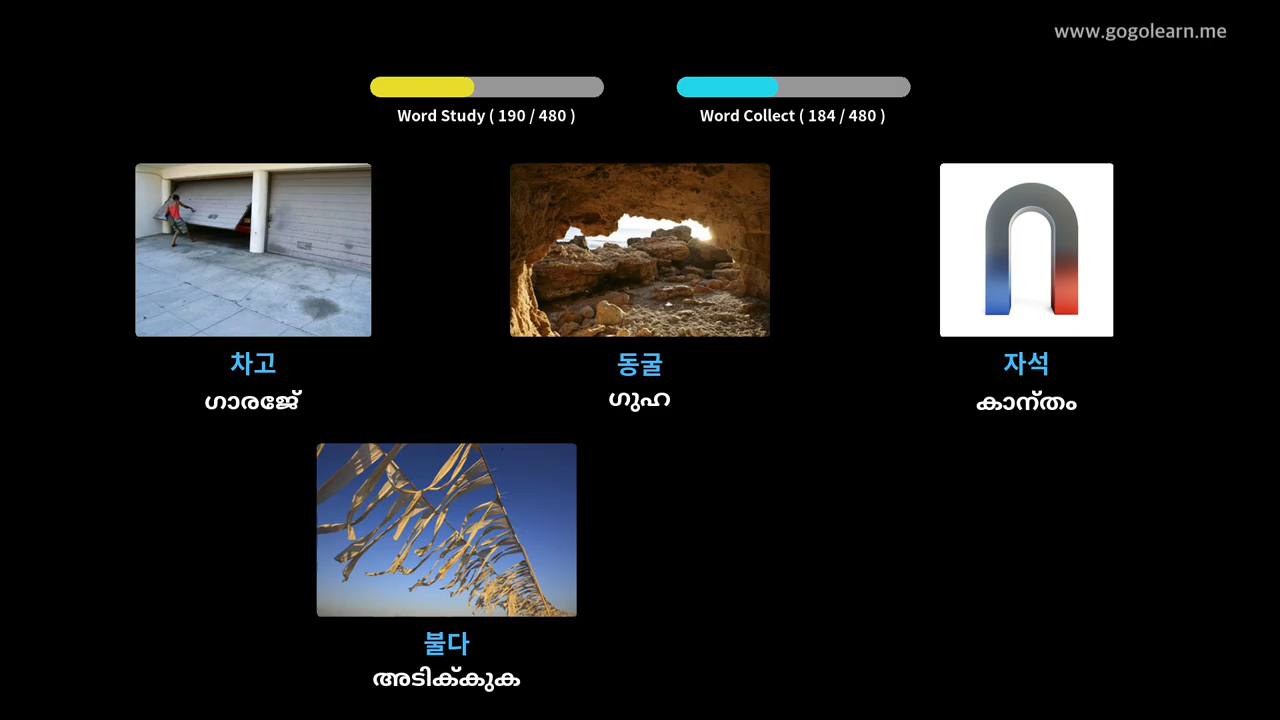 www.gogolearn.me
Word Study ( 190 / 480 )
Word Collect ( 184 / 480 )
차고
ഗാരേജ്
동굴
ഗുഹ
자석
കാന്തം
불다
അടിക്കുക